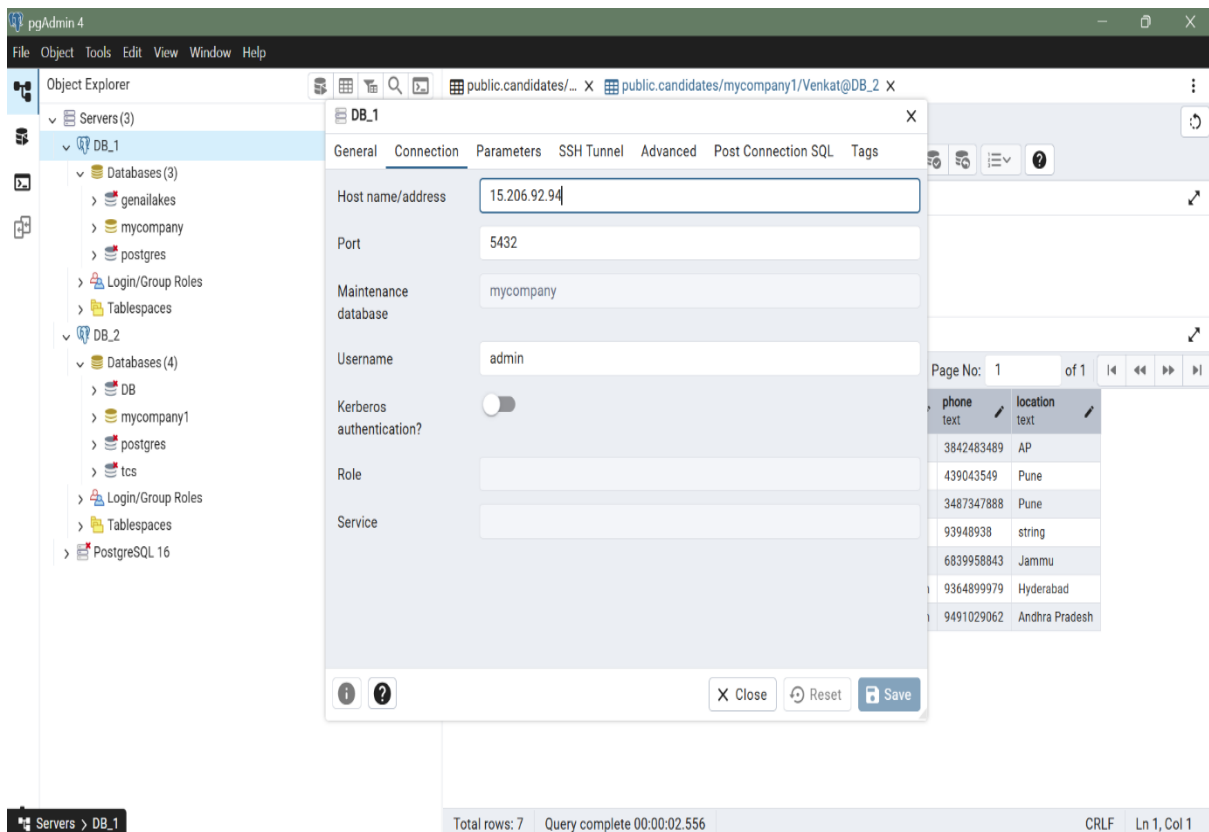 pgAdmin 4
File Object Tools Edit View Window Help
Object Explorer
public.candidates/... X public.candidates/mycompany1/Venkat@DB_2 X
Servers (3)
DB_1
Databases (3)
genailakes
mycompany
postgres
Login/Group Roles
Tablespaces
DB_2
Databases (4)
DB
mycompany1
postgres
tcs
Login/Group Roles
Tablespaces
PostgreSQL 16
DB_1
General Connection Parameters SSH Tunnel Advanced Post Connection SQL Tags
Host name/address 15.206.92.94
Port 5432
Maintenance database mycompany
Username admin
Kerberos authentication?
Role
Service
X Close Reset Save
Page No: 1 of 1
phone text location text
3842483489 AP
439043549 Pune
3487347888 Pune
93948938 string
6839958843 Jammu
9364899979 Hyderabad
9491029062 Andhra Pradesh
Servers > DB_1
Total rows: 7 Query complete 00:00:02.556 CRLF Ln 1, Col 1